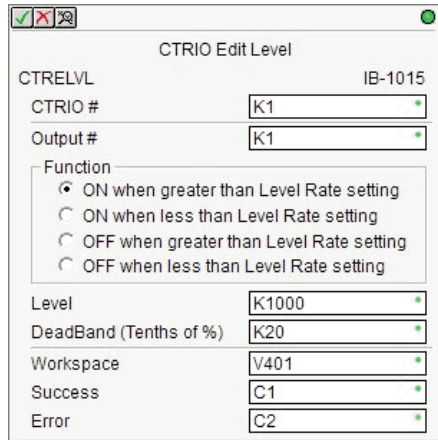 CTRIO Edit Level
CTRELVL IB-1015
CTRIO # K1
Output # K1
Function
ON when greater than Level Rate setting
ON when less than Level Rate setting
OFF when greater than Level Rate setting
OFF when less than Level Rate setting
Level K1000
DeadBand (Tenths of %) K20
Workspace V401
Success C1
Error C2